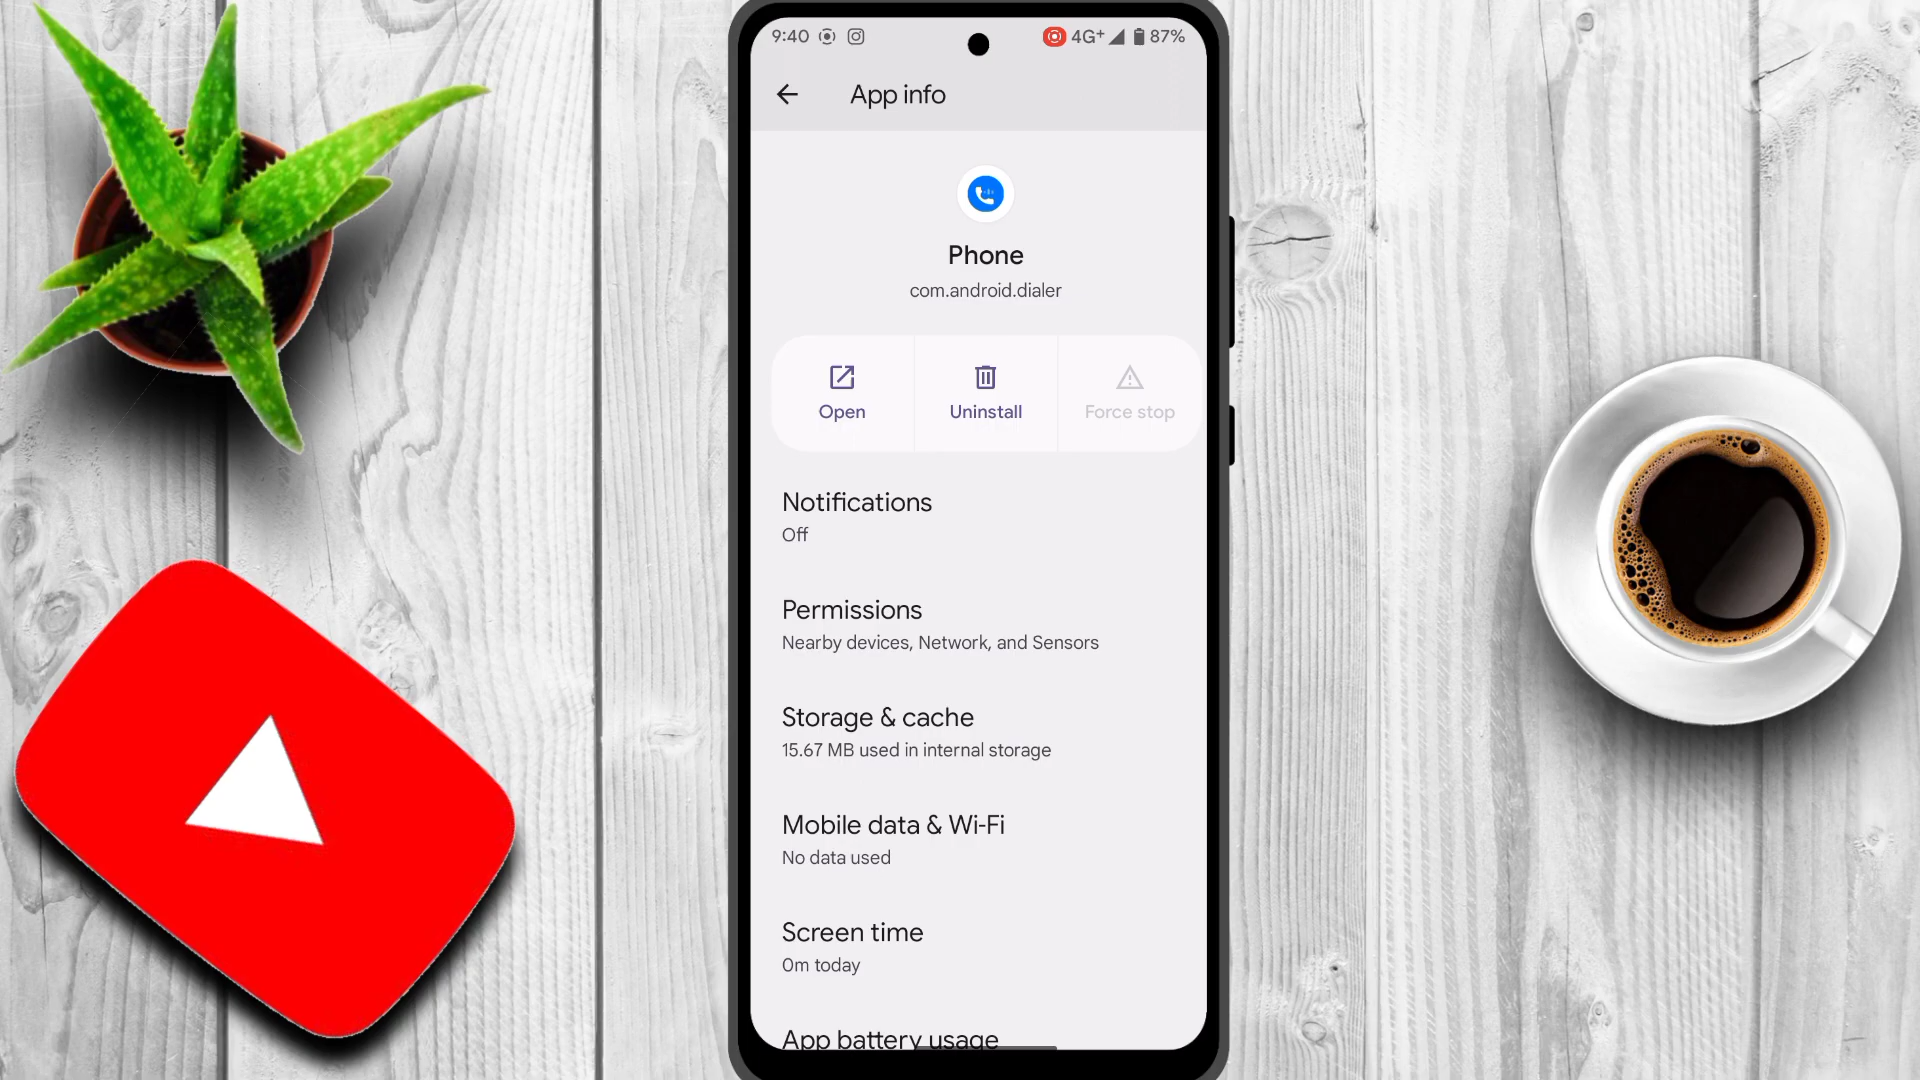 9:40 4G+ 87%
App info
Phone
com.android.dialer
Open Uninstall Force stop
Notifications
Off
Permissions
Nearby devices, Network, and Sensors
Storage & cache
15.67 MB used in internal storage
Mobile data & Wi-Fi
No data used
Screen time
0m today
App battery usage